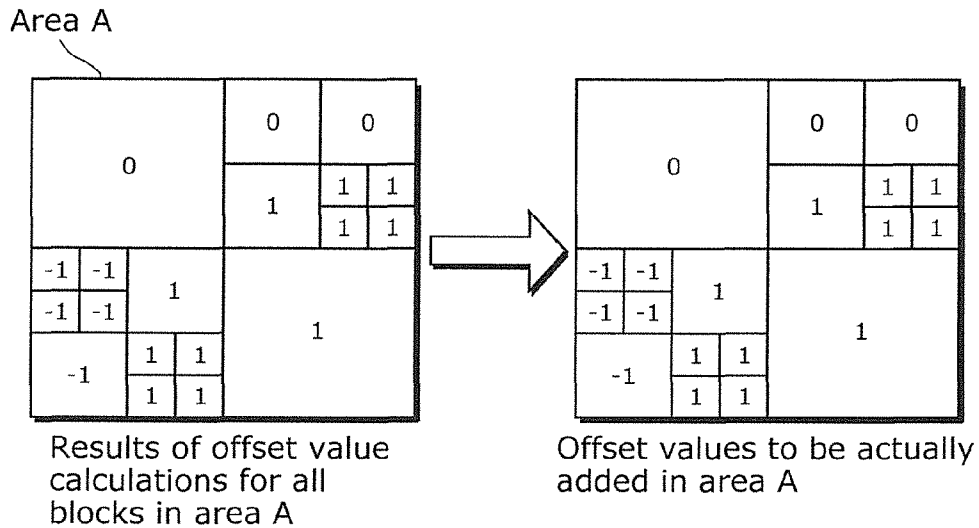 Area A
0 0 0 0 0 0
1 1 1 1
1 1 1 1 1 1
-1 -1 1 -1 -1 1
-1 -1 -1 -1
1 1
-1 1 1 -1 1 1
1 1 1 1
Results of offset value
calculations for all
blocks in area A
Offset values to be actually
added in area A